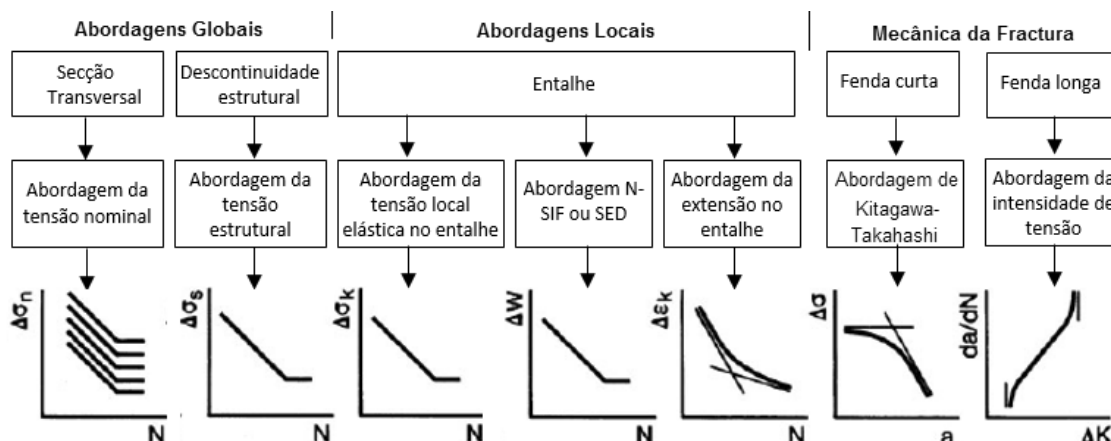 Abordagens Globais
Abordagens Locais
Mecânica da Fractura
Secção
Transversal
Descontinuidade
estrutural
Entalhe
Fenda curta
Fenda longa
Abordagem da
tensão nominal
Abordagem da
tensão
estrutural
Abordagem da
tensão local
elástica no entalhe
Abordagem N-
SIF ou SED
Abordagem da
extensão no
entalhe
Abordagem de
Kitagawa-
Takahashi
Abordagem da
intensidade de
tensão
Δσn
N
Δσs
N
Δσk
N
ΔW
N
Δεk
N
Δσ
a
da/dN
ΔK